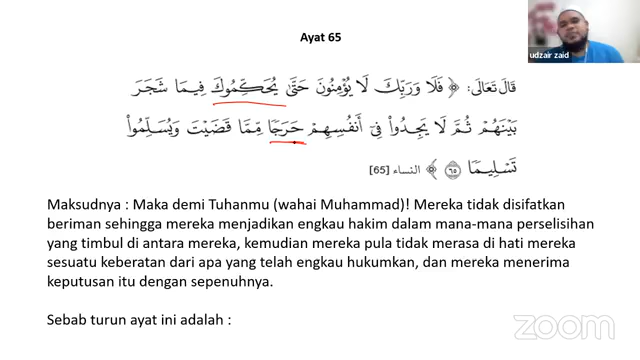 udzair zaid
Ayat 65
قَالَ تَعَالَى: ﴿ فَلَا وَرَبِّكَ لَا يُؤْمِنُونَ حَتَّىٰ يُحَكِّمُوكَ فِيمَا شَجَرَ
بَيْنَهُمْ ثُمَّ لَا يَجِدُوا۟ فِىٓ أَنفُسِهِمْ حَرَجًا مِّمَّا قَضَيْتَ وَيُسَلِّمُوا۟
تَسْلِيمًا ٦٥ ﴾ النساء [65]
Maksudnya : Maka demi Tuhanmu (wahai Muhammad)! Mereka tidak disifatkan
beriman sehingga mereka menjadikan engkau hakim dalam mana-mana perselisihan
yang timbul di antara mereka, kemudian mereka pula tidak merasa di hati mereka
sesuatu keberatan dari apa yang telah engkau hukumkan, dan mereka menerima
keputusan itu dengan sepenuhnya.
Sebab turun ayat ini adalah :
zoom